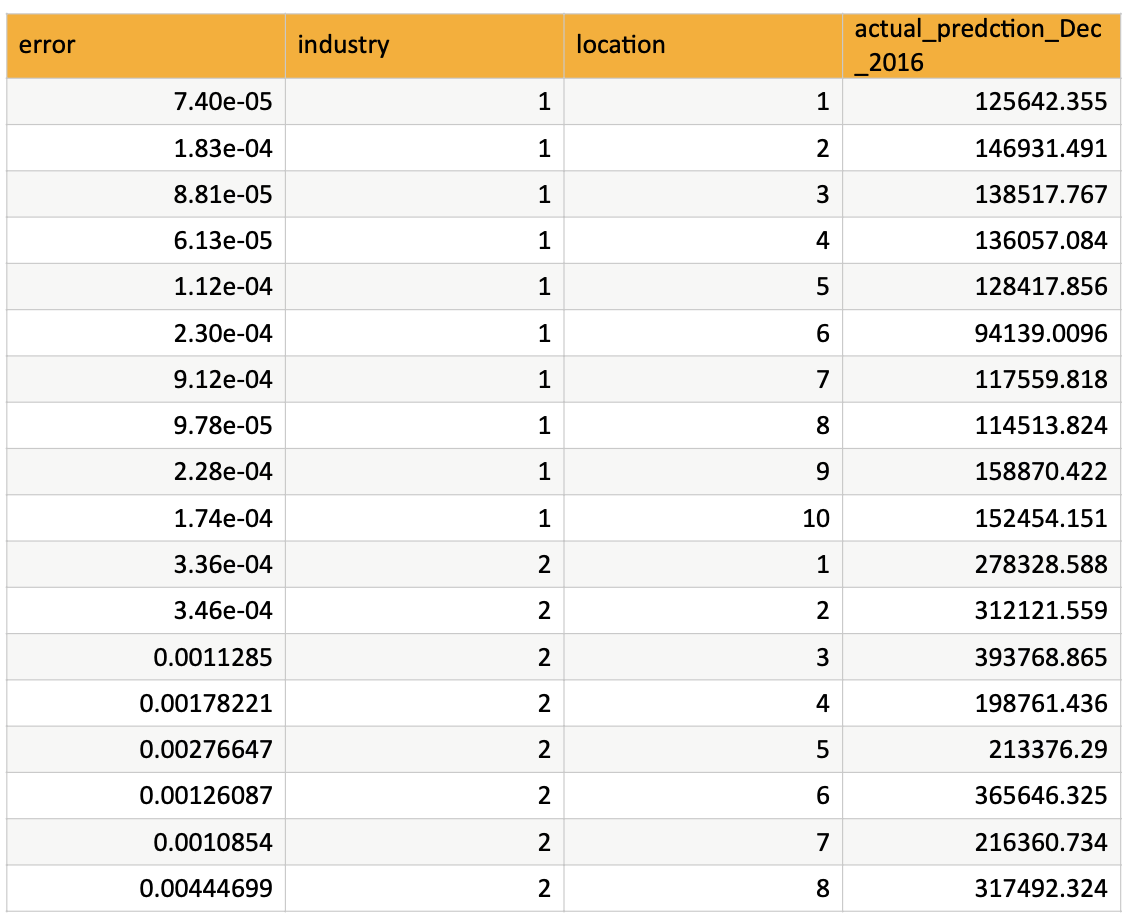 error industry location actual_predction_Dec
_2016
7.40e-05 1 1 125642.355
1.83e-04 1 2 146931.491
8.81e-05 1 3 138517.767
6.13e-05 1 4 136057.084
1.12e-04 1 5 128417.856
2.30e-04 1 6 94139.0096
9.12e-04 1 7 117559.818
9.78e-05 1 8 114513.824
2.28e-04 1 9 158870.422
1.74e-04 1 10 152454.151
3.36e-04 2 1 278328.588
3.46e-04 2 2 312121.559
0.0011285 2 3 393768.865
0.00178221 2 4 198761.436
0.00276647 2 5 213376.29
0.00126087 2 6 365646.325
0.0010854 2 7 216360.734
0.00444699 2 8 317492.324